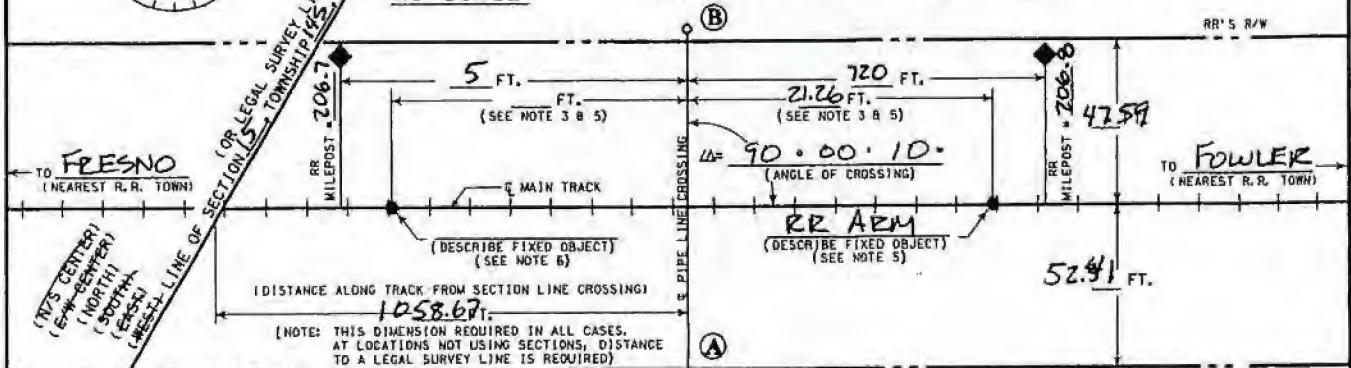 B
RR'S R/W
(OR LEGAL SURVEY
LINE OF SECTION 15, TOWNSHIP 14S,
(N/S CENTER)
(E/W CENTER)
(NORTH)
(SOUTH)
(EAST)
(WEST)
RR
MILEPOST 206.7
5 FT.
FT.
(SEE NOTE 3 & 5)
720 FT.
21.26 FT.
(SEE NOTE 3 & 5)
RR
MILEPOST 206.8
47.59
TO FRESNO
(NEAREST R.R. TOWN)
∠= 90 · 00 · 10 ·
(ANGLE OF CROSSING)
TO FOWLER
(NEAREST R.R. TOWN)
℄ MAIN TRACK
℄ PIPE LINE CROSSING
(DESCRIBE FIXED OBJECT)
(SEE NOTE 6)
RR ARM
(DESCRIBE FIXED OBJECT)
(SEE NOTE 5)
52.41 FT.
(DISTANCE ALONG TRACK FROM SECTION LINE CROSSING)
1058.67 FT.
(NOTE: THIS DIMENSION REQUIRED IN ALL CASES.
AT LOCATIONS NOT USING SECTIONS, DISTANCE
TO A LEGAL SURVEY LINE IS REQUIRED)
A